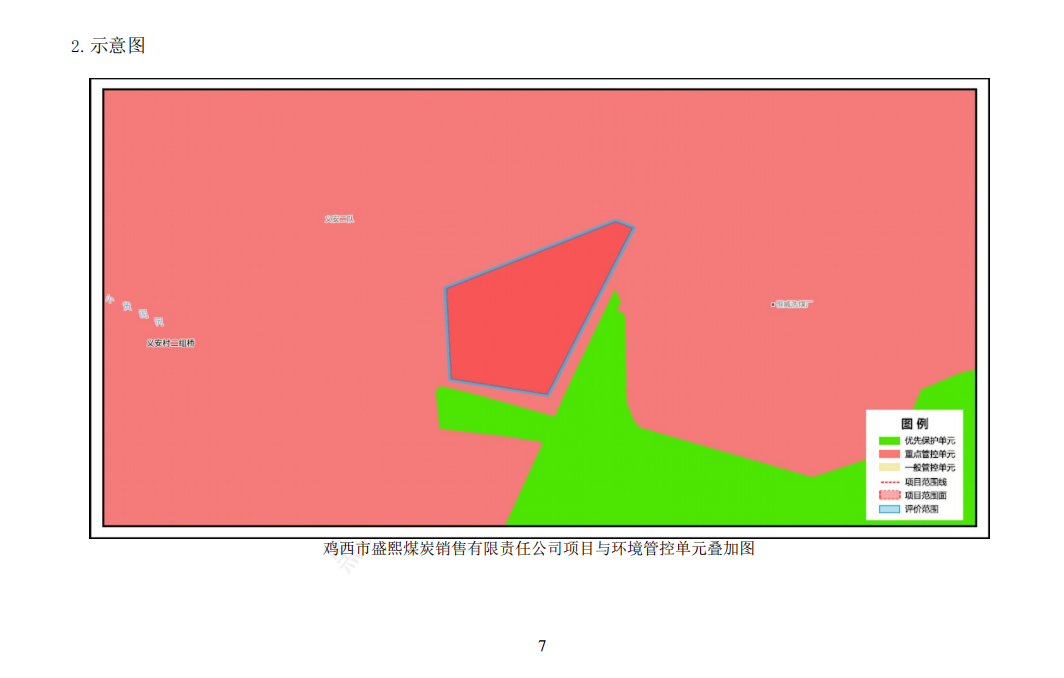 2. 示意图
义安二队
义安村二组桥
图例
优先保护单元
重点管控单元
一般管控单元
项目范围线
项目范围面
评价范围
鸡西市盛熙煤炭销售有限责任公司项目与环境管控单元叠加图
示
7